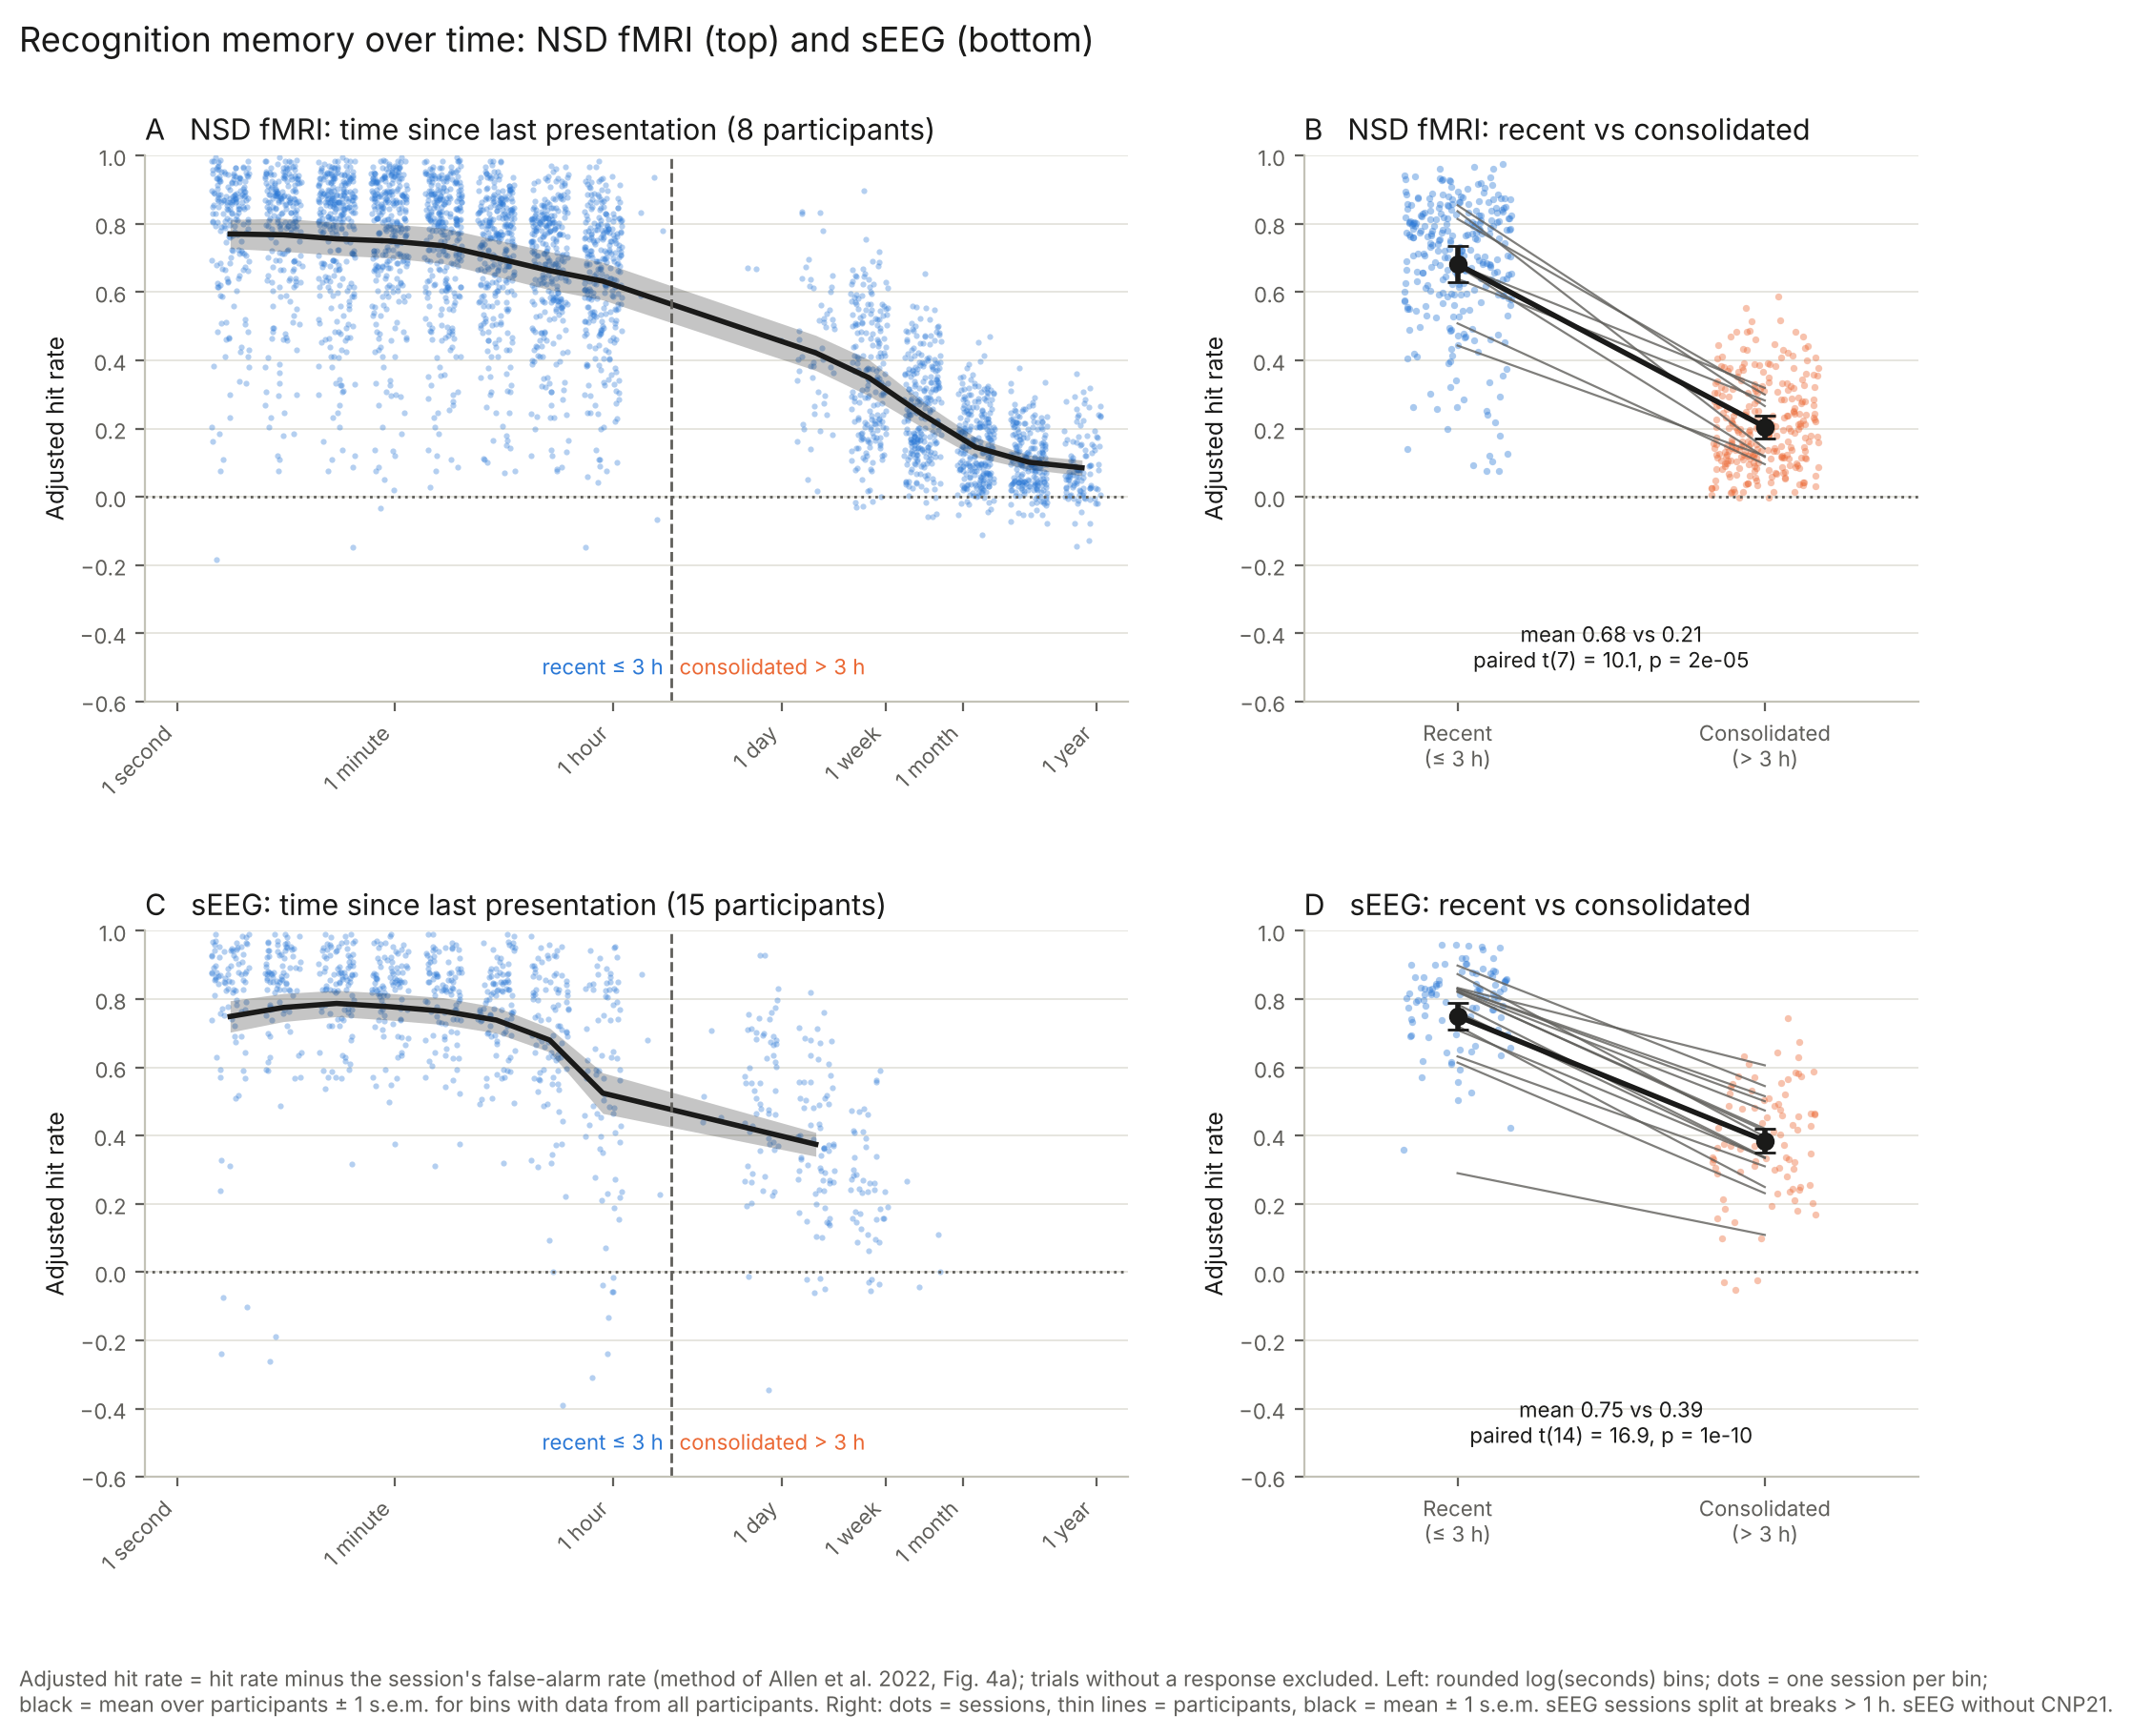 Recognition memory over time: NSD fMRI (top) and sEEG (bottom)
A NSD fMRI: time since last presentation (8 participants)
Adjusted hit rate
1.0
0.8
0.6
0.4
0.2
0.0
−0.2
−0.4
−0.6
recent ≤ 3 h
consolidated > 3 h
1 second
1 minute
1 hour
1 day
1 week
1 month
1 year
B NSD fMRI: recent vs consolidated
Adjusted hit rate
1.0
0.8
0.6
0.4
0.2
0.0
−0.2
−0.4
−0.6
mean 0.68 vs 0.21
paired t(7) = 10.1, p = 2e-05
Recent
(≤ 3 h)
Consolidated
(> 3 h)
C sEEG: time since last presentation (15 participants)
Adjusted hit rate
1.0
0.8
0.6
0.4
0.2
0.0
−0.2
−0.4
−0.6
recent ≤ 3 h
consolidated > 3 h
1 second
1 minute
1 hour
1 day
1 week
1 month
1 year
D sEEG: recent vs consolidated
Adjusted hit rate
1.0
0.8
0.6
0.4
0.2
0.0
−0.2
−0.4
−0.6
mean 0.75 vs 0.39
paired t(14) = 16.9, p = 1e-10
Recent
(≤ 3 h)
Consolidated
(> 3 h)
Adjusted hit rate = hit rate minus the session's false-alarm rate (method of Allen et al. 2022, Fig. 4a); trials without a response excluded. Left: rounded log(seconds) bins; dots = one session per bin;
black = mean over participants ± 1 s.e.m. for bins with data from all participants. Right: dots = sessions, thin lines = participants, black = mean ± 1 s.e.m. sEEG sessions split at breaks > 1 h. sEEG without CNP21.